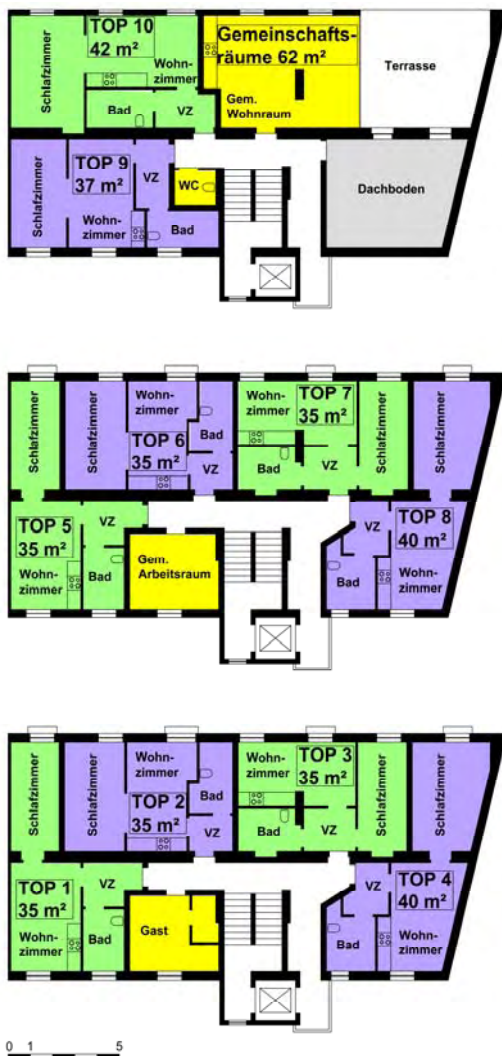 TOP 10
42 m²
Schlafzimmer
Wohn-
zimmer
Bad
VZ
Gemeinschafts-
räume 62 m²
Gem.
Wohnraum
Terrasse
Schlafzimmer
TOP 9
37 m²
VZ
Wohn-
zimmer
Bad
WC
Dachboden
Schlafzimmer
Schlafzimmer
Wohn-
zimmer
TOP 6
35 m²
Bad
VZ
Wohn-
zimmer
TOP 7
35 m²
Bad
VZ
Schlafzimmer
Schlafzimmer
TOP 5
35 m²
VZ
Wohn-
zimmer
Bad
Gem.
Arbeitsraum
VZ
TOP 8
40 m²
Bad
Wohn-
zimmer
Schlafzimmer
Schlafzimmer
Wohn-
zimmer
TOP 2
35 m²
Bad
VZ
Wohn-
zimmer
TOP 3
35 m²
Bad
VZ
Schlafzimmer
Schlafzimmer
TOP 1
35 m²
VZ
Wohn-
zimmer
Bad
Gast
VZ
TOP 4
40 m²
Bad
Wohn-
zimmer
0 1 5